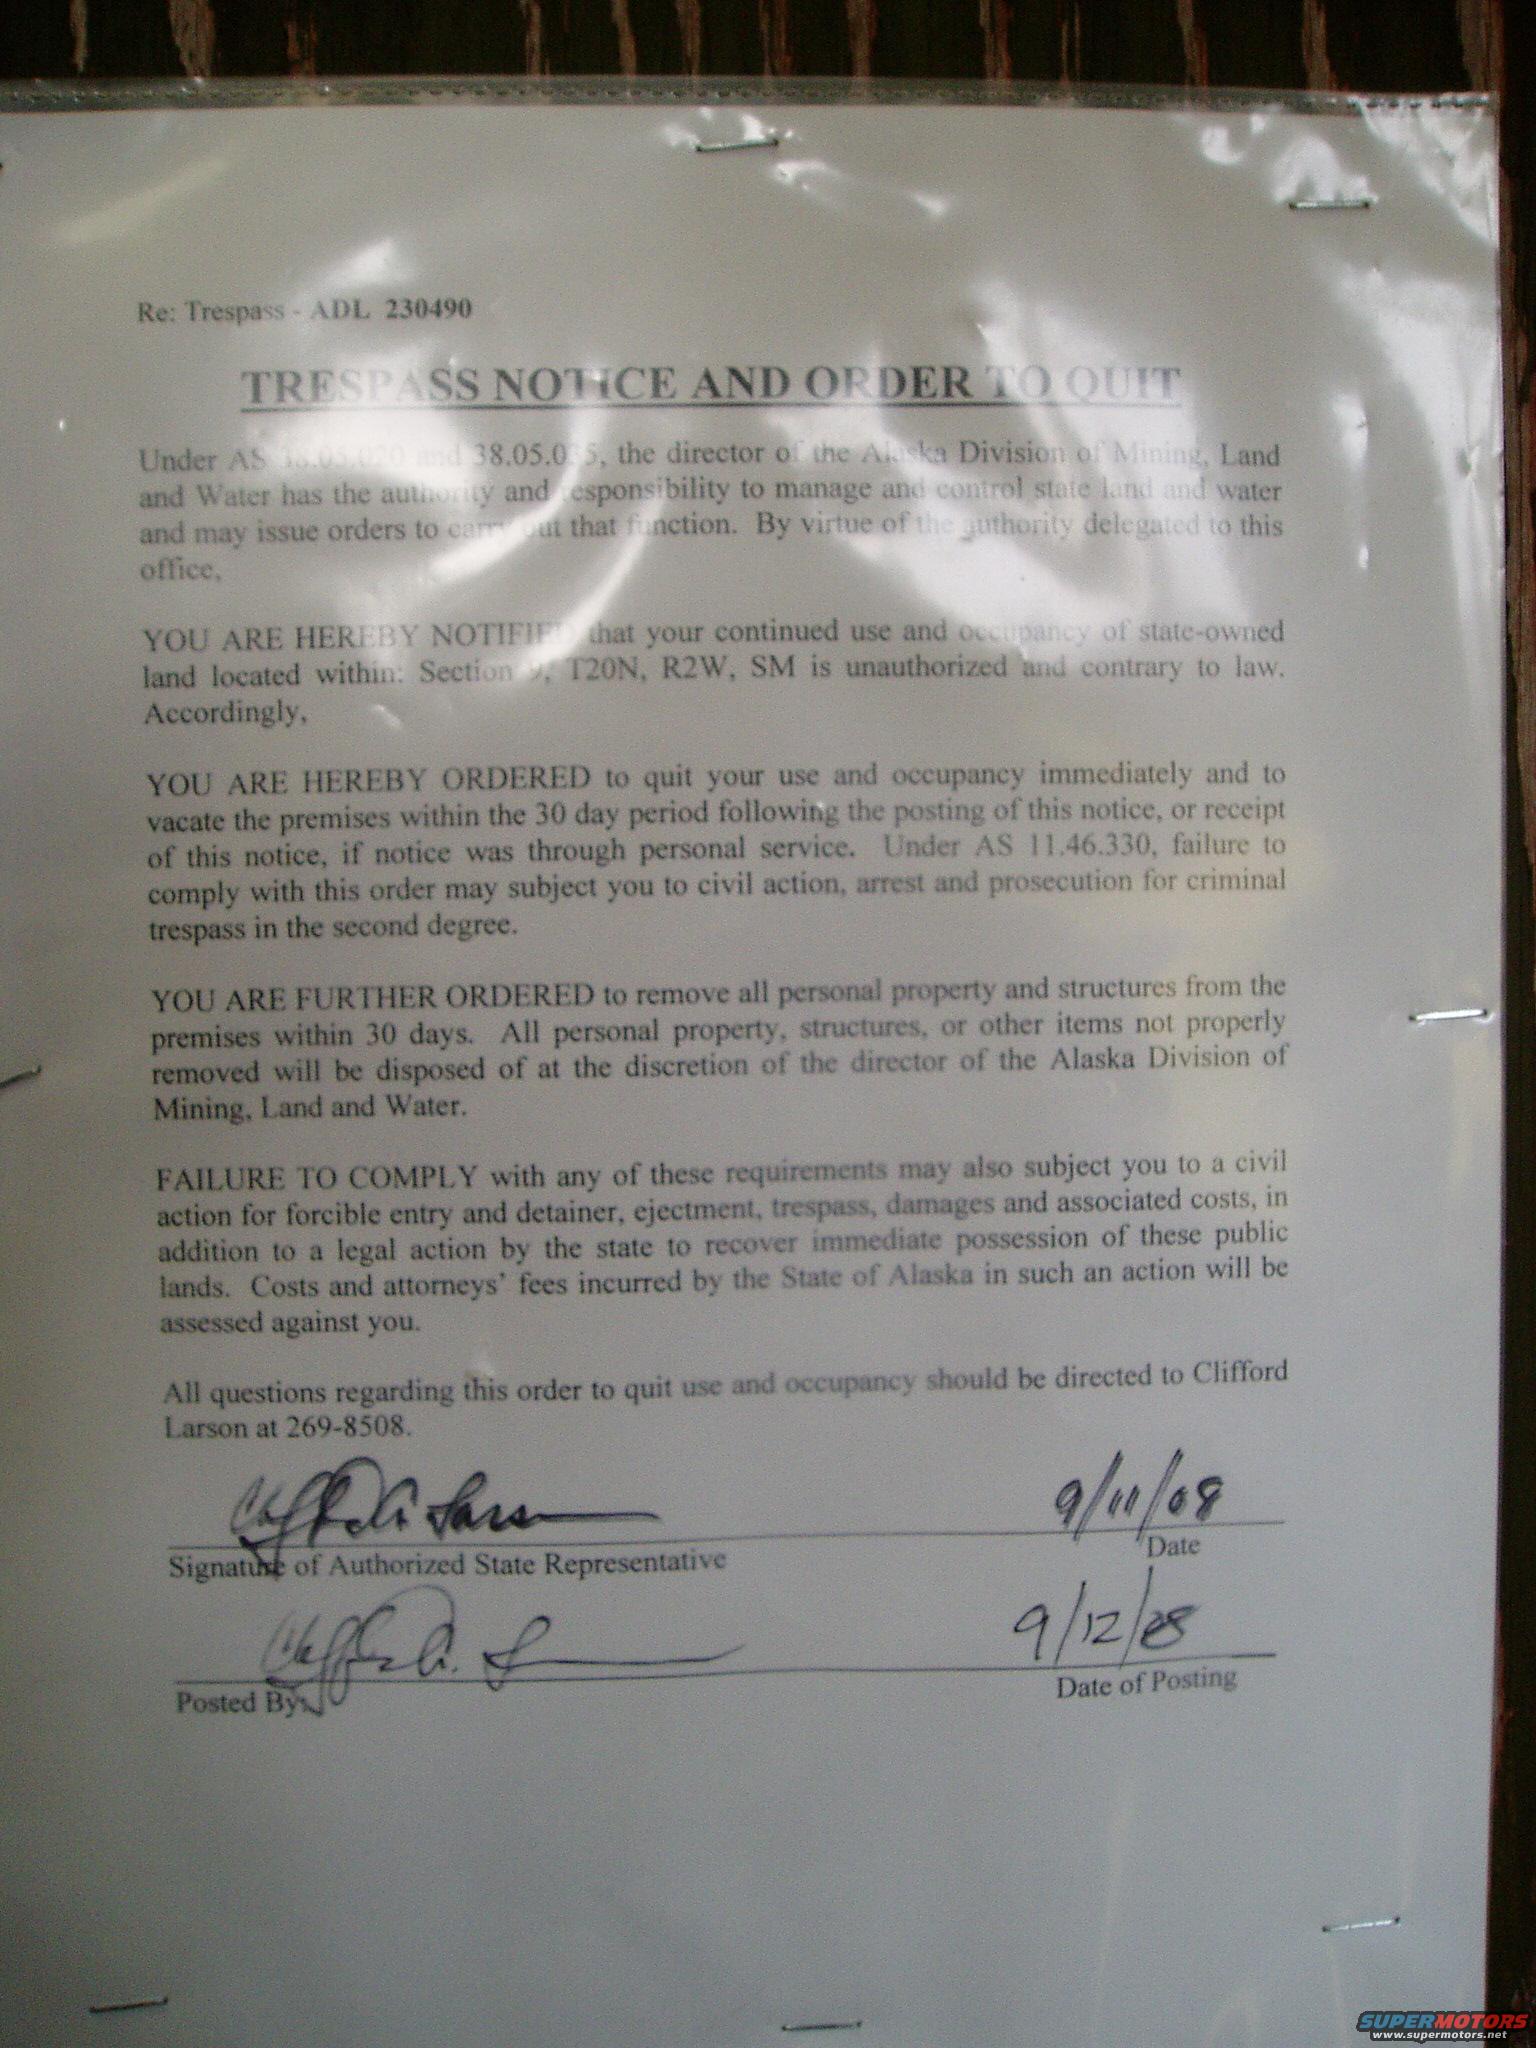 Re: Trespass - ADL 230490
TRESPASS NOTICE AND ORDER TO QUIT
Under AS 38.05.020 and 38.05.035, the director of the Alaska Division of Mining, Land
and Water has the authority and responsibility to manage and control state land and water
and may issue orders to carry out that function. By virtue of the authority delegated to this
office,
YOU ARE HEREBY NOTIFIED that your continued use and occupancy of state-owned
land located within: Section 9, T20N, R2W, SM is unauthorized and contrary to law.
Accordingly,
YOU ARE HEREBY ORDERED to quit your use and occupancy immediately and to
vacate the premises within the 30 day period following the posting of this notice, or receipt
of this notice, if notice was through personal service. Under AS 11.46.330, failure to
comply with this order may subject you to civil action, arrest and prosecution for criminal
trespass in the second degree.
YOU ARE FURTHER ORDERED to remove all personal property and structures from the
premises within 30 days. All personal property, structures, or other items not properly
removed will be disposed of at the discretion of the director of the Alaska Division of
Mining, Land and Water.
FAILURE TO COMPLY with any of these requirements may also subject you to a civil
action for forcible entry and detainer, ejectment, trespass, damages and associated costs, in
addition to a legal action by the state to recover immediate possession of these public
lands. Costs and attorneys' fees incurred by the State of Alaska in such an action will be
assessed against you.
All questions regarding this order to quit use and occupancy should be directed to Clifford
Larson at 269-8508.
9/11/08
Signature of Authorized State Representative Date
9/12/08
Posted By: Date of Posting
SUPERMOTORS
www.supermotors.net